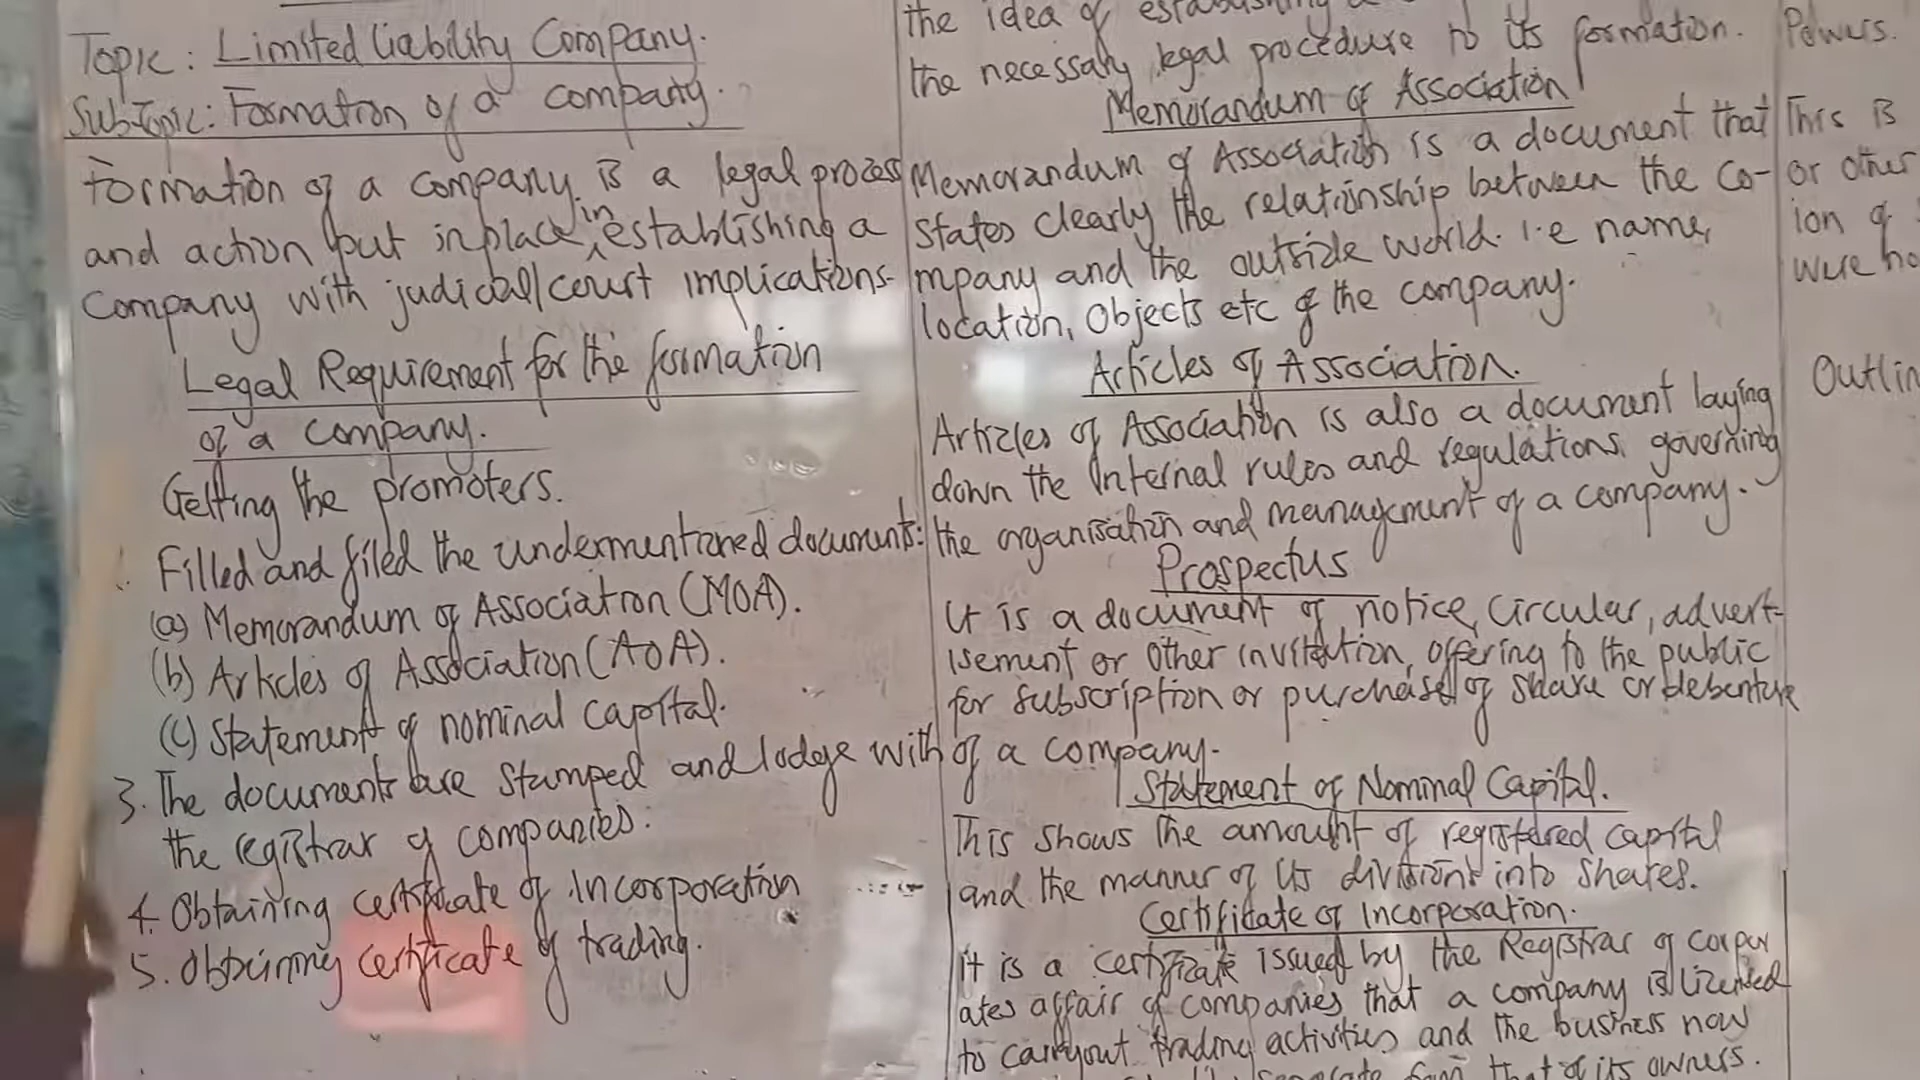 Topic: Limited Liability Company.
SubTopic: Formation of a company.
Formation of a company is a legal process
and action put in place in establishing a
company with judicial/court implications.
Legal Requirement for the formation
of a company.
Getting the promoters.
Filled and filed the undermentioned documents:
(a) Memorandum of Association (MOA).
(b) Articles of Association (AOA).
(c) Statement of nominal capital.
3. The documents are stamped and lodge with
the registrar of companies.
4. Obtaining certificate of incorporation
5. Obtaining certificate of trading.
the idea of establishing a
the necessary legal procedure to its formation.
Memorandum of Association
Memorandum of Association is a document that
states clearly the relationship between the co-
mpany and the outside world. i.e name,
location, Objects etc of the company.
Articles of Association.
Articles of Association is also a document laying
down the internal rules and regulations governing
the organisation and management of a company.
Prospectus
It is a document of notice, circular, advert-
isement or other invitation, offering to the public
for subscription or purchase of share or debenture
of a company.
Statement of Nominal Capital.
This shows the amount of registered capital
and the manner of its divisions into shares.
Certificate of Incorporation.
it is a certificate issued by the Registrar of corpor
ates affair of companies that a company is licensed
to carryout trading activities and the business now
from that of its owners.
Powers.
This is
or other
ion of
were
Outlin